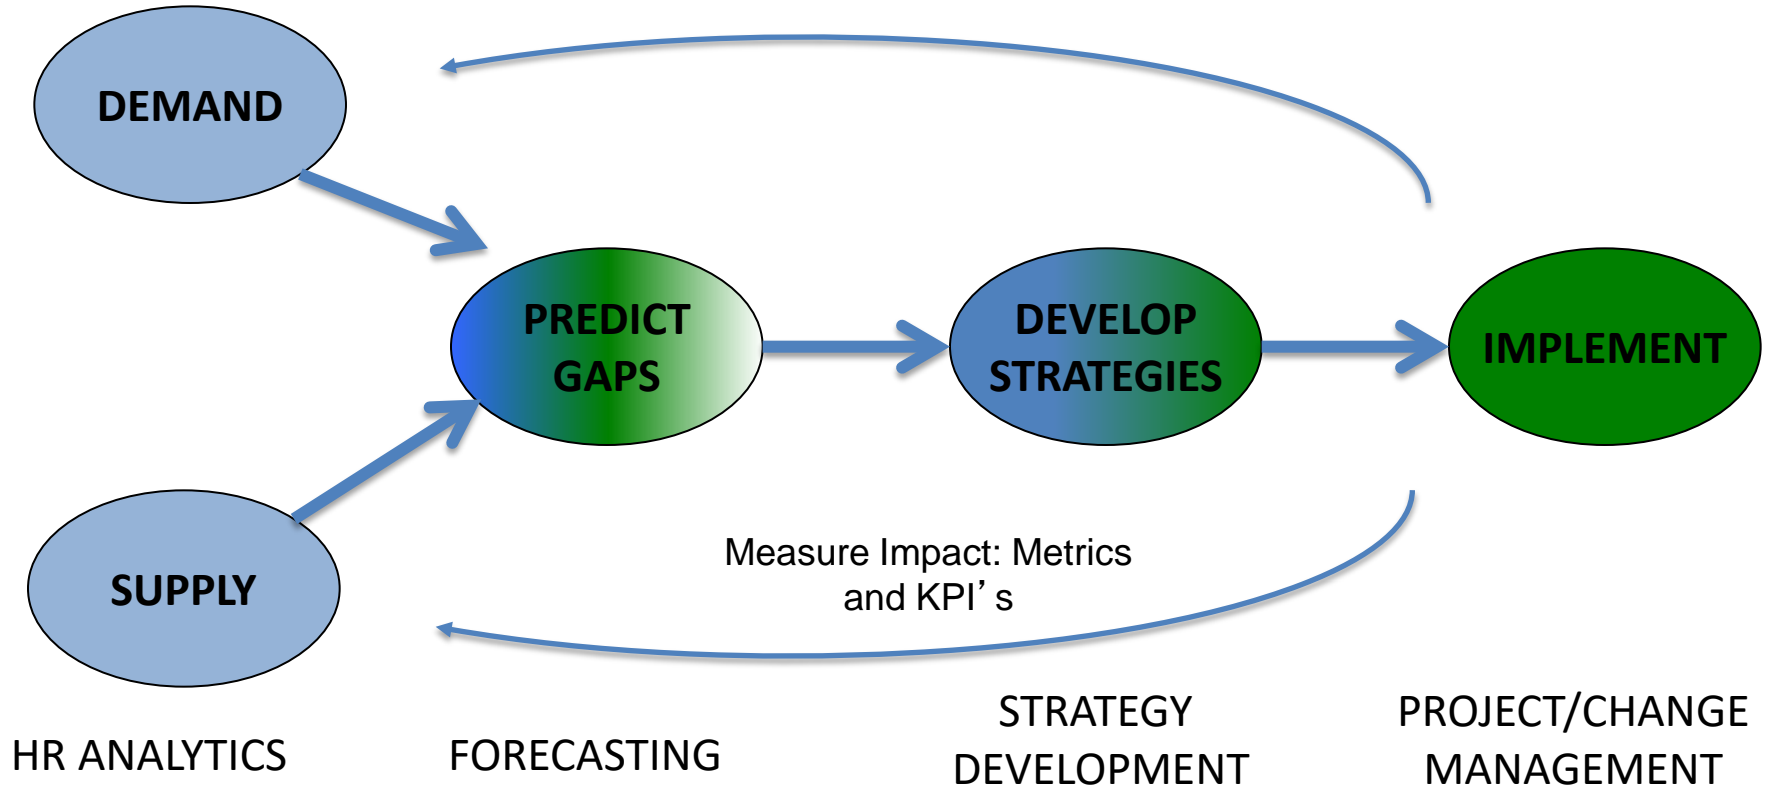 DEMAND
PREDICT
GAPS
DEVELOP
STRATEGIES
IMPLEMENT
SUPPLY
Measure Impact: Metrics
and KPI’s
HR ANALYTICS
FORECASTING
STRATEGY
DEVELOPMENT
PROJECT/CHANGE
MANAGEMENT